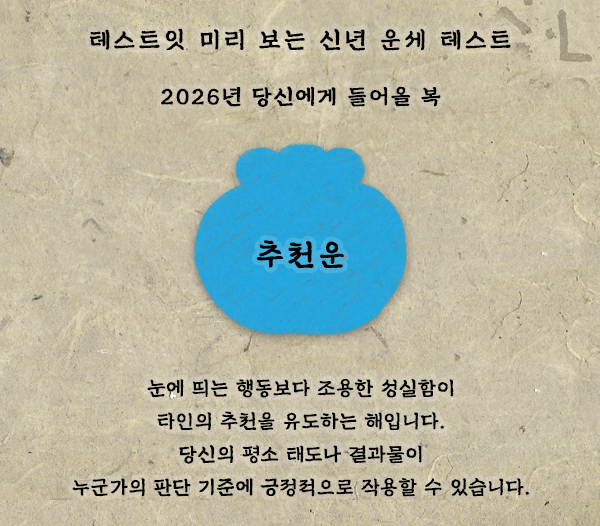 테스트잇 미리 보는 신년 운세 테스트
2026년 당신에게 들어올 복
추천운
눈에 띄는 행동보다 조용한 성실함이
타인의 추천을 유도하는 해입니다.
당신의 평소 태도나 결과물이
누군가의 판단 기준에 긍정적으로 작용할 수 있습니다.